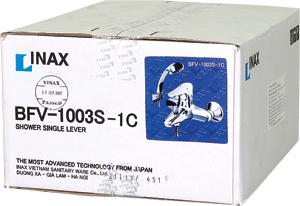 INAX
BFV-1003S-1C
VINAX
BFV-1003S-1C
SHOWER SINGLE LEVER
THE MOST ADVANCED TECHNOLOGY FROM JAPAN
INAX VIETNAM SANITARY WARE Co., Ltd.
DUONG XA - GIA LAM - HA NOI